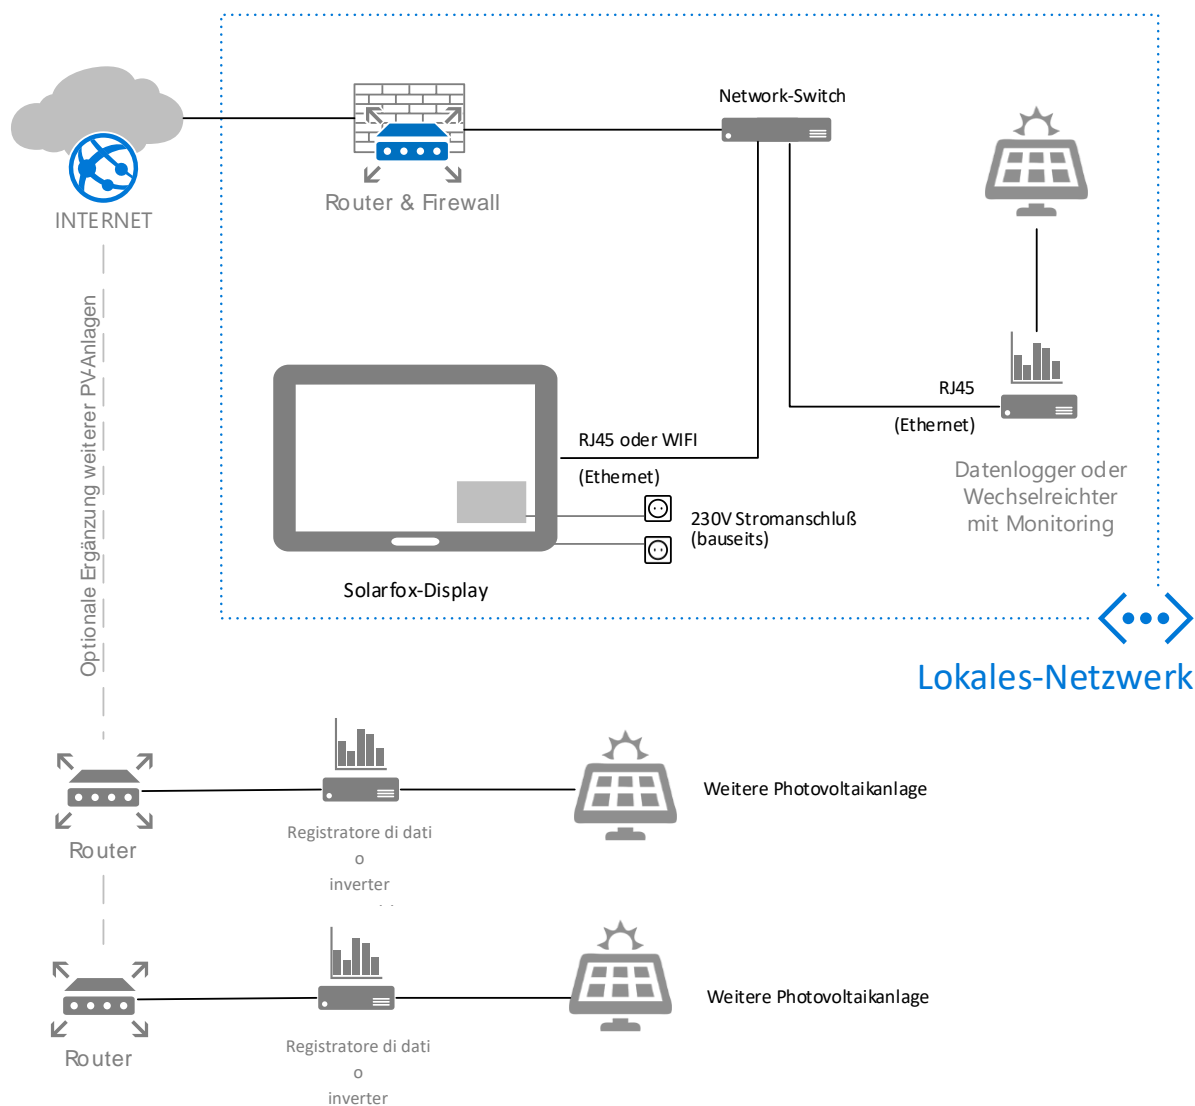 Network-Switch
INTERNET
Router & Firewall
Optionale Ergänzung weiterer PV-Anlagen
RJ45
(Ethernet)
RJ45 oder WIFI
(Ethernet)
Datenlogger oder
Wechselreichter
mit Monitoring
230V Stromanschluß
(bauseits)
Solarfox-Display
Lokales-Netzwerk
Router
Registratore di dati
o
inverter
Weitere Photovoltaikanlage
Router
Registratore di dati
o
inverter
Weitere Photovoltaikanlage